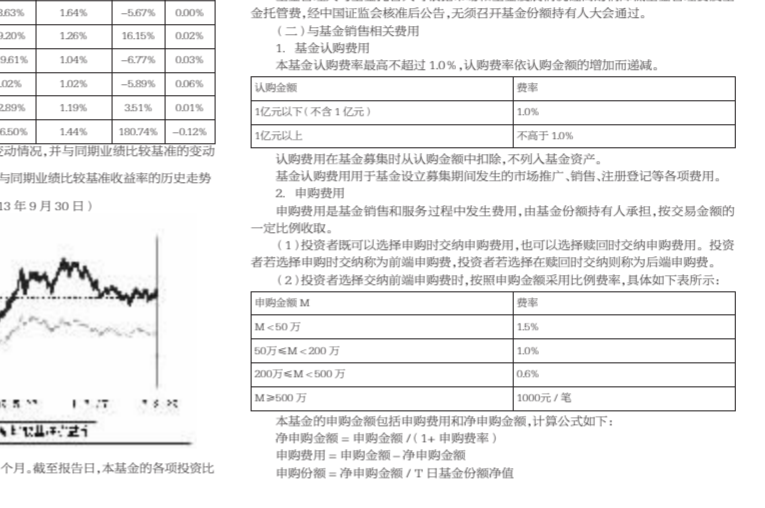 3.63% 1.64% −5.67% 0.00%
9.20% 1.26% 16.15% 0.02%
9.61% 1.04% −6.77% 0.03%
.02% 1.02% −5.89% 0.06%
2.89% 1.19% 3.51% 0.01%
6.50% 1.44% 180.74% −0.12%
变动情况,并与同期业绩比较基准的变动
与同期业绩比较基准收益率的历史走势
13 年 9 月 30 日)
个月。截至报告日,本基金的各项投资比
金托管费,经中国证监会核准后公告,无须召开基金份额持有人大会通过。
(二)与基金销售相关费用
1. 基金认购费用
本基金认购费率最高不超过 1.0%,认购费率依认购金额的增加而递减。
认购金额 费率
1亿元以下(不含 1 亿元) 1.0%
1亿元以上 不高于 1.0%
认购费用在基金募集时从认购金额中扣除,不列入基金资产。
基金认购费用用于基金设立募集期间发生的市场推广、销售、注册登记等各项费用。
2. 申购费用
申购费用是基金销售和服务过程中发生费用,由基金份额持有人承担,按交易金额的
一定比例收取。
(1)投资者既可以选择申购时交纳申购费用,也可以选择赎回时交纳申购费用。投资
者若选择申购时交纳称为前端申购费,投资者若选择在赎回时交纳则称为后端申购费。
(2)投资者选择交纳前端申购费时,按照申购金额采用比例费率,具体如下表所示:
申购金额 M 费率
M<50 万 1.5%
50万≤M<200 万 1.0%
200万≤M<500 万 0.6%
M≥500 万 1000元 / 笔
本基金的申购金额包括申购费用和净申购金额,计算公式如下:
净申购金额 = 申购金额 /(1+ 申购费率)
申购费用 = 申购金额 − 净申购金额
申购份额 = 净申购金额 / T 日基金份额净值